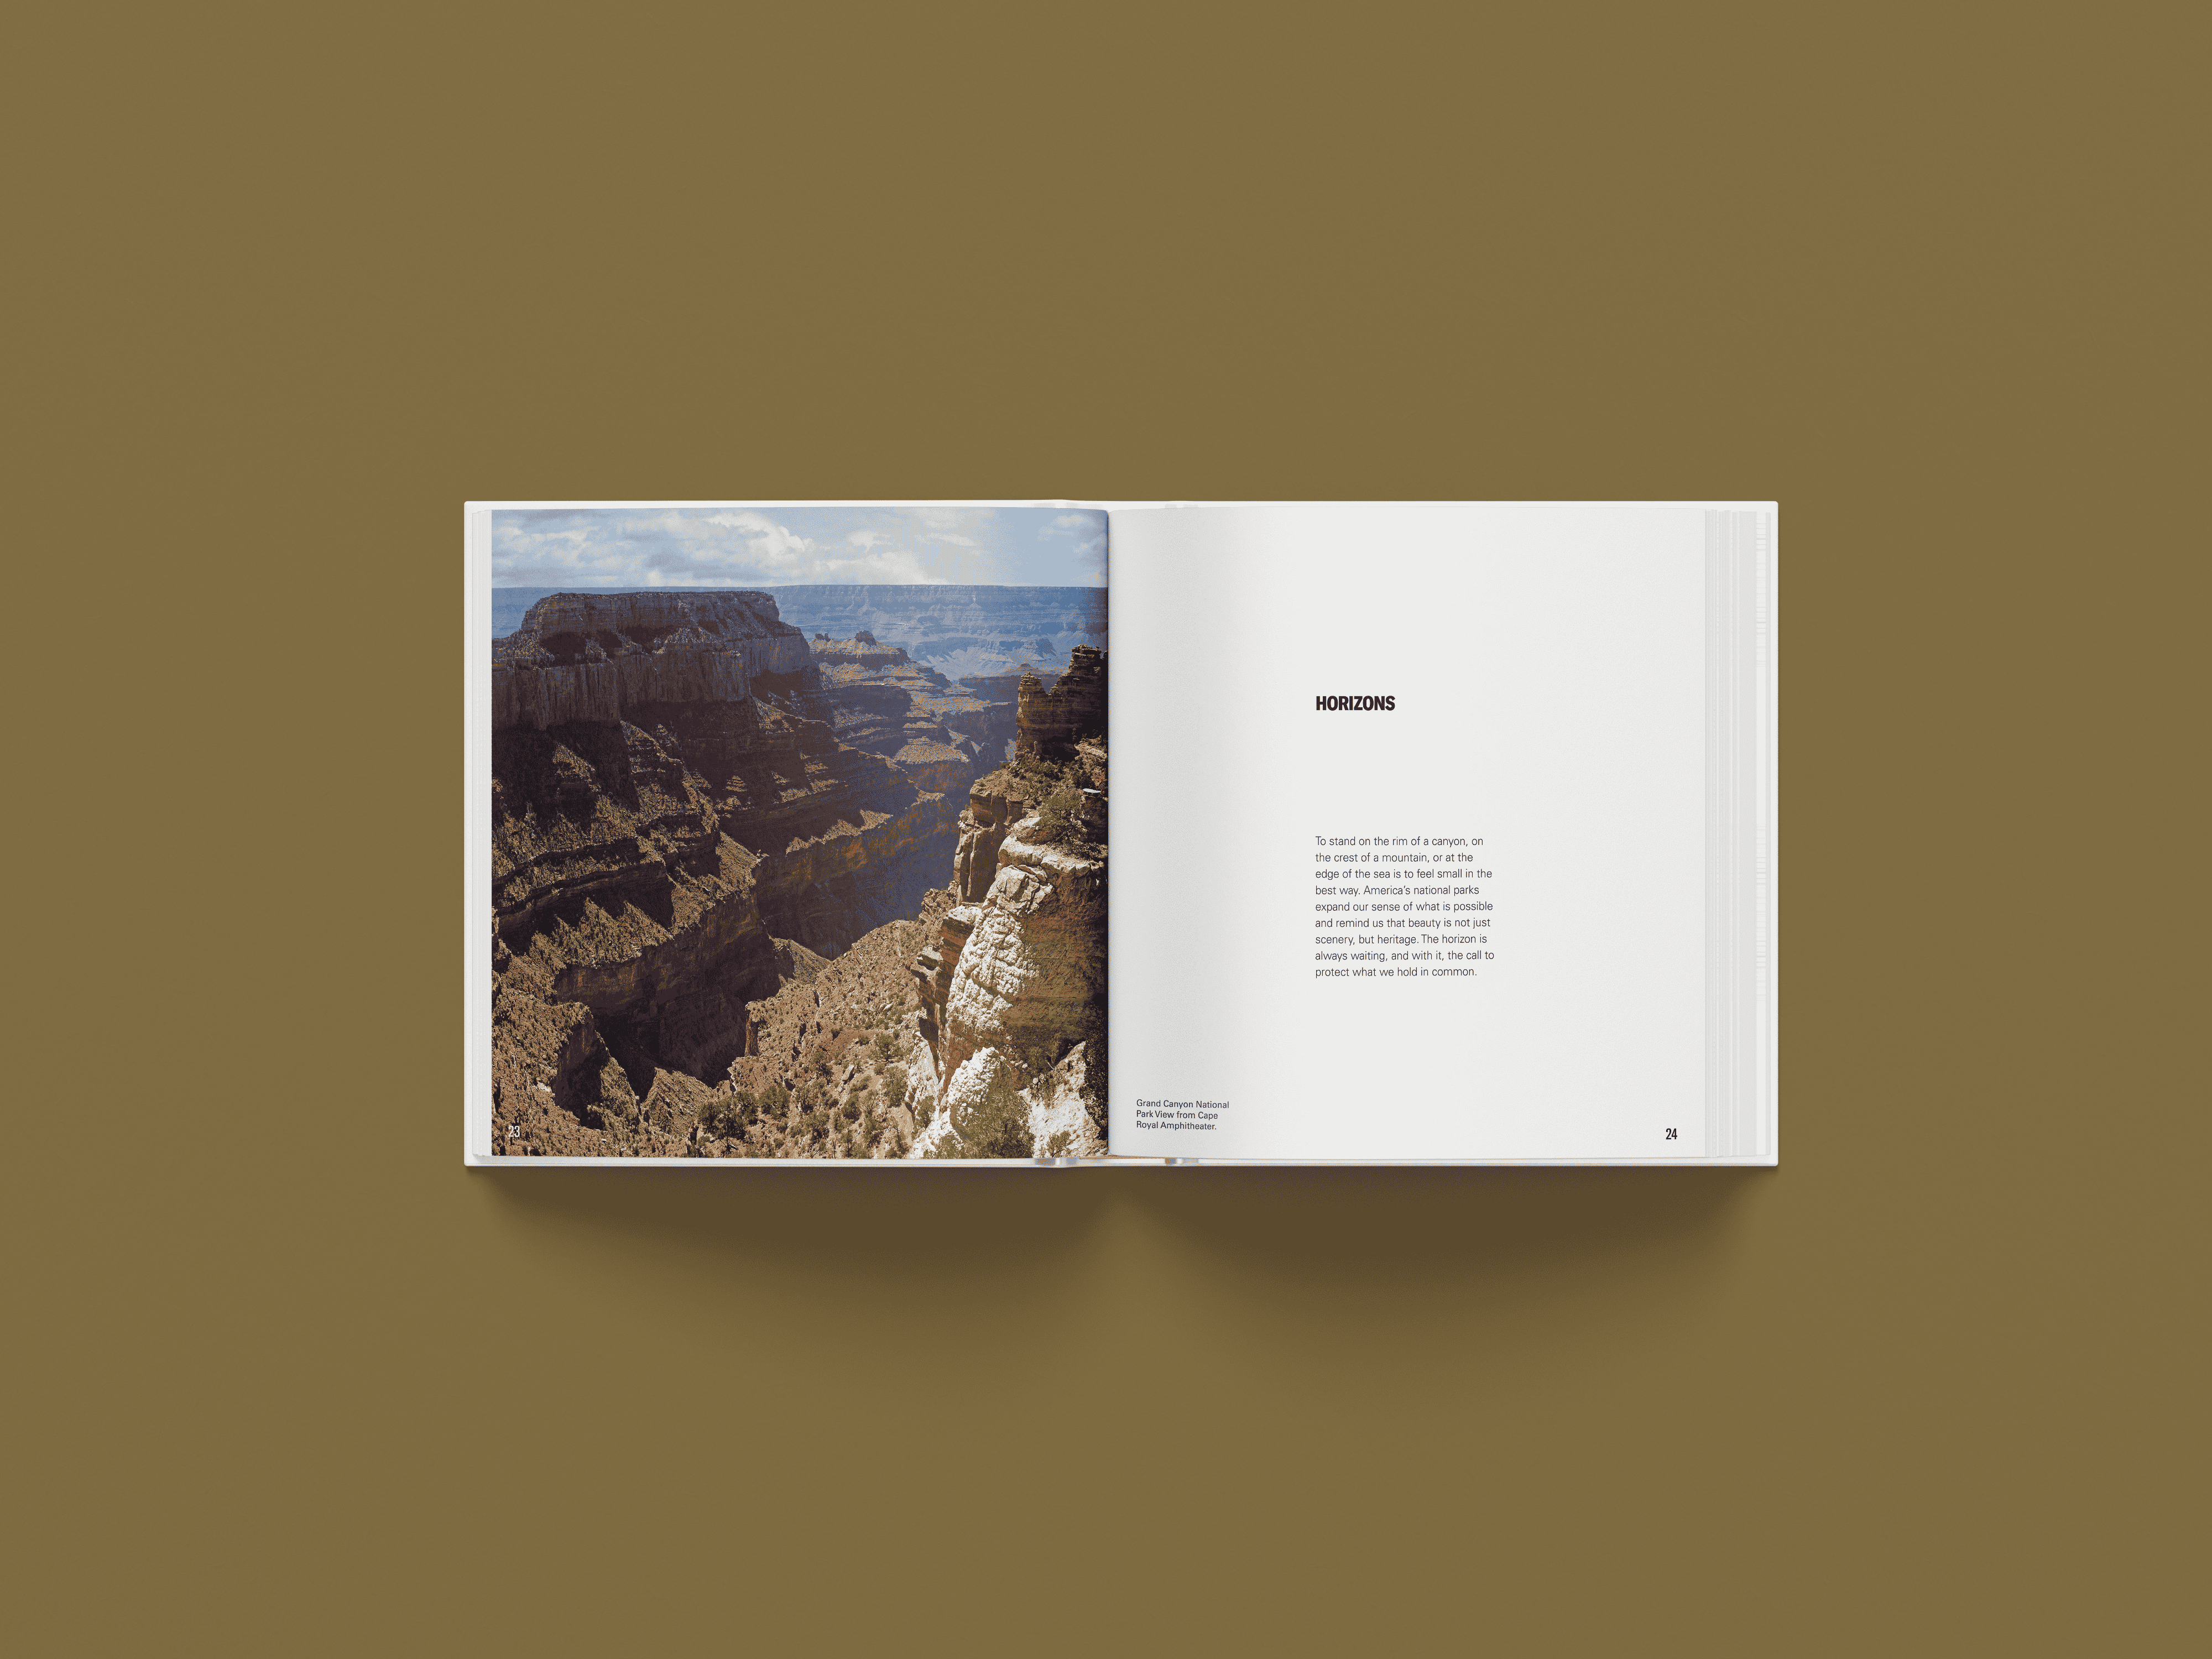 23
HORIZONS
To stand on the rim of a canyon, on
the crest of a mountain, or at the
edge of the sea is to feel small in the
best way. America’s national parks
expand our sense of what is possible
and remind us that beauty is not just
scenery, but heritage. The horizon is
always waiting, and with it, the call to
protect what we hold in common.
Grand Canyon National
Park View from Cape
Royal Amphitheater.
24